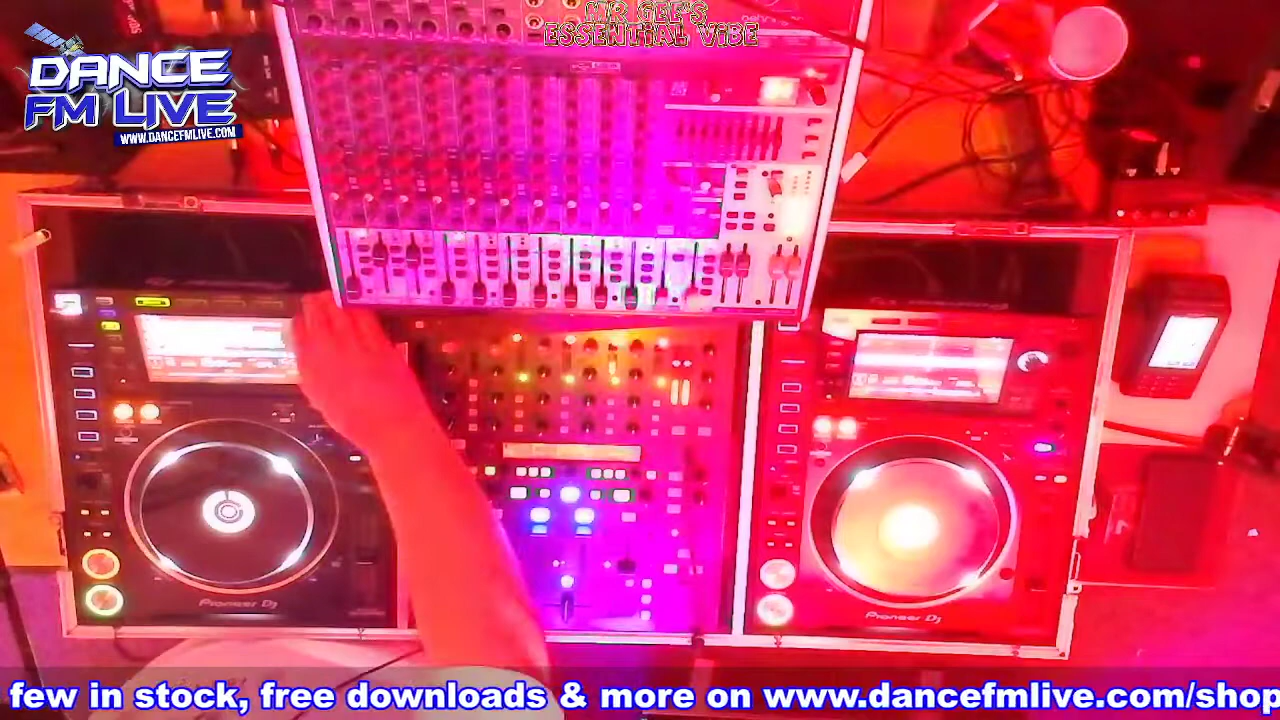 MR GEE'S
ESSENTIAL VIBE
DANCE
FM LIVE
WWW.DANCEFMLIVE.COM
Pioneer Dj
Pioneer Dj
few in stock, free downloads & more on www.dancefmlive.com/shop